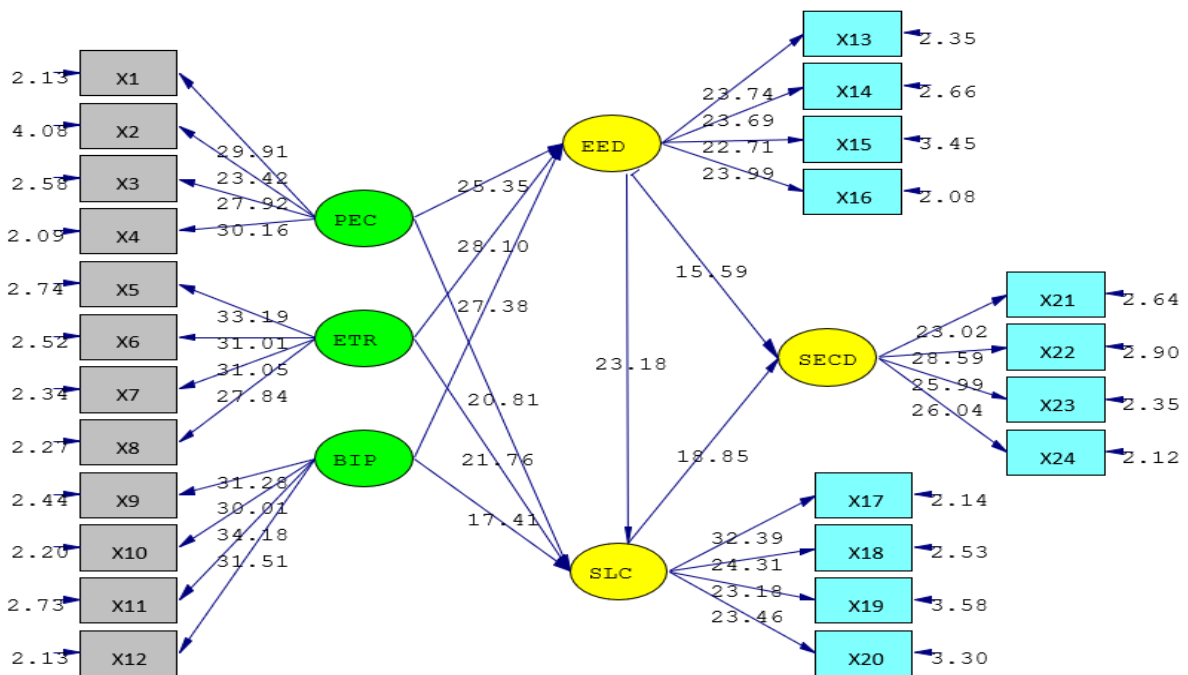 2.13 X1
4.08 X2
2.58 X3
2.09 X4
2.74 X5
2.52 X6
2.34 X7
2.27 X8
2.44 X9
2.20 X10
2.73 X11
2.13 X12
29.91
23.42
27.92
30.16
33.19
31.01
31.05
27.84
31.28
30.01
34.18
31.51
PEC
ETR
BIP
25.35
28.10
27.38
20.81
21.76
17.41
EED
SLC
23.18
15.59
18.85
SECD
23.74
23.69
22.71
23.99
X13 2.35
X14 2.66
X15 3.45
X16 2.08
23.02
28.59
25.99
26.04
X21 2.64
X22 2.90
X23 2.35
X24 2.12
32.39
24.31
23.18
23.46
X17 2.14
X18 2.53
X19 3.58
X20 3.30